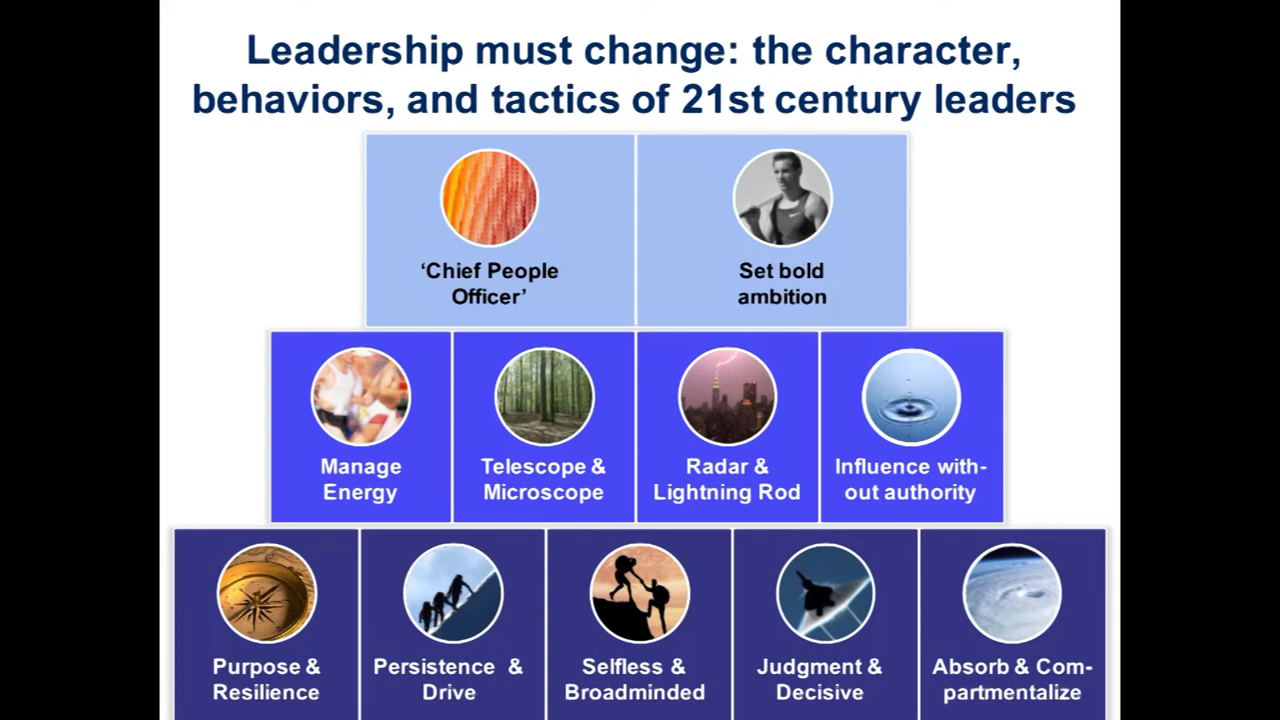 Leadership must change: the character,
behaviors, and tactics of 21st century leaders
‘Chief People
Officer’
Set bold
ambition
Manage
Energy
Telescope &
Microscope
Radar &
Lightning Rod
Influence with-
out authority
Purpose &
Resilience
Persistence &
Drive
Selfless &
Broadminded
Judgment &
Decisive
Absorb & Com-
partmentalize